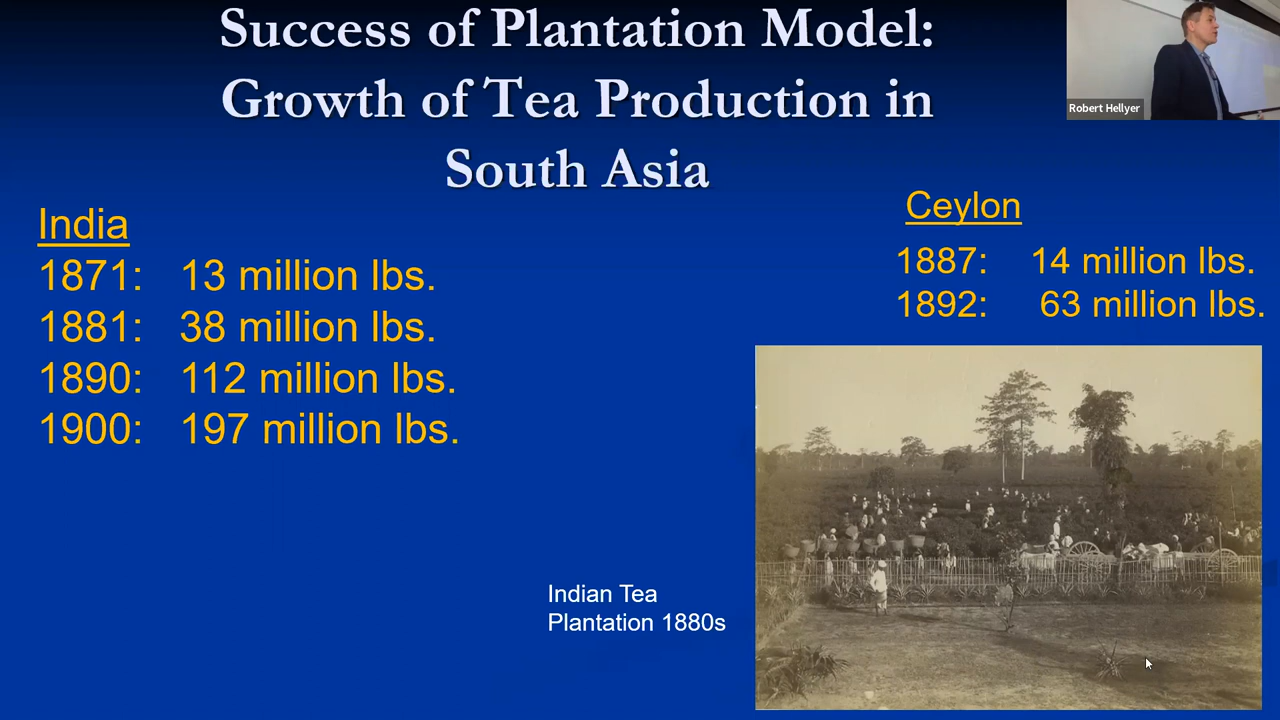 Success of Plantation Model:
Growth of Tea Production in
South Asia
Robert Hellyer
India
1871: 13 million lbs.
1881: 38 million lbs.
1890: 112 million lbs.
1900: 197 million lbs.
Ceylon
1887: 14 million lbs.
1892: 63 million lbs.
Indian Tea
Plantation 1880s